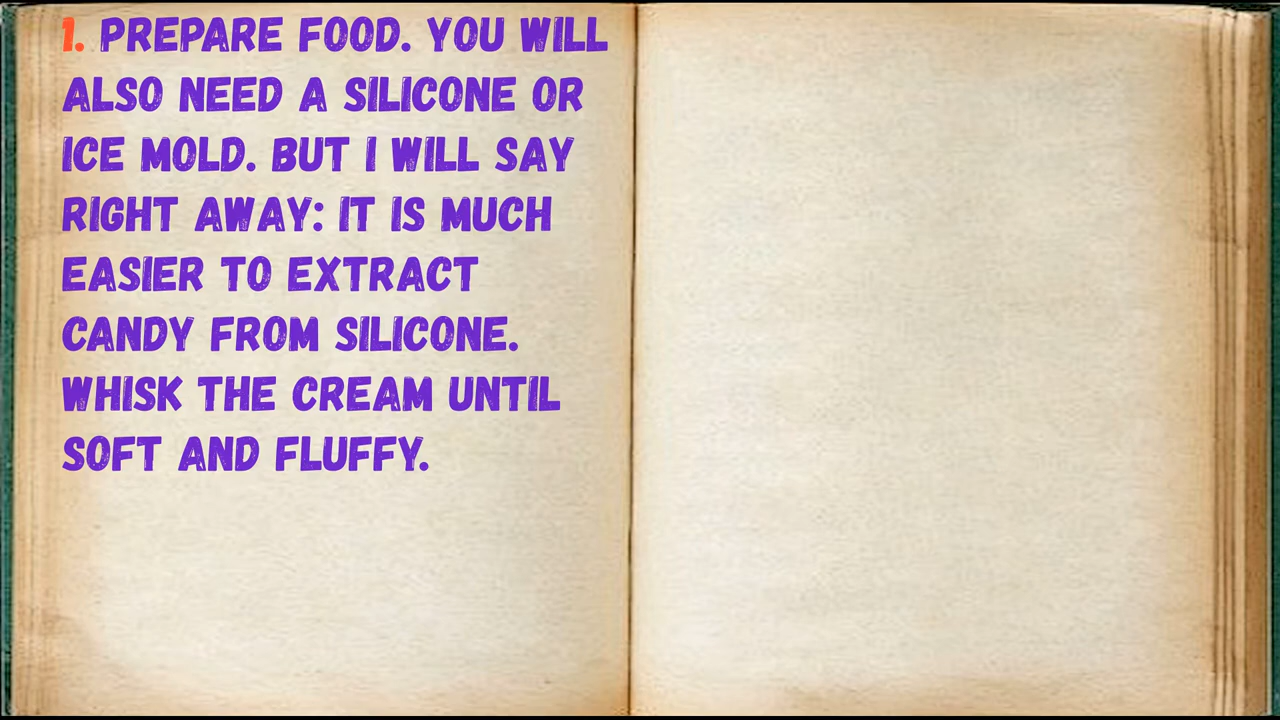 1. PREPARE FOOD. YOU WILL
ALSO NEED A SILICONE OR
ICE MOLD. BUT I WILL SAY
RIGHT AWAY: IT IS MUCH
EASIER TO EXTRACT
CANDY FROM SILICONE.
WHISK THE CREAM UNTIL
SOFT AND FLUFFY.